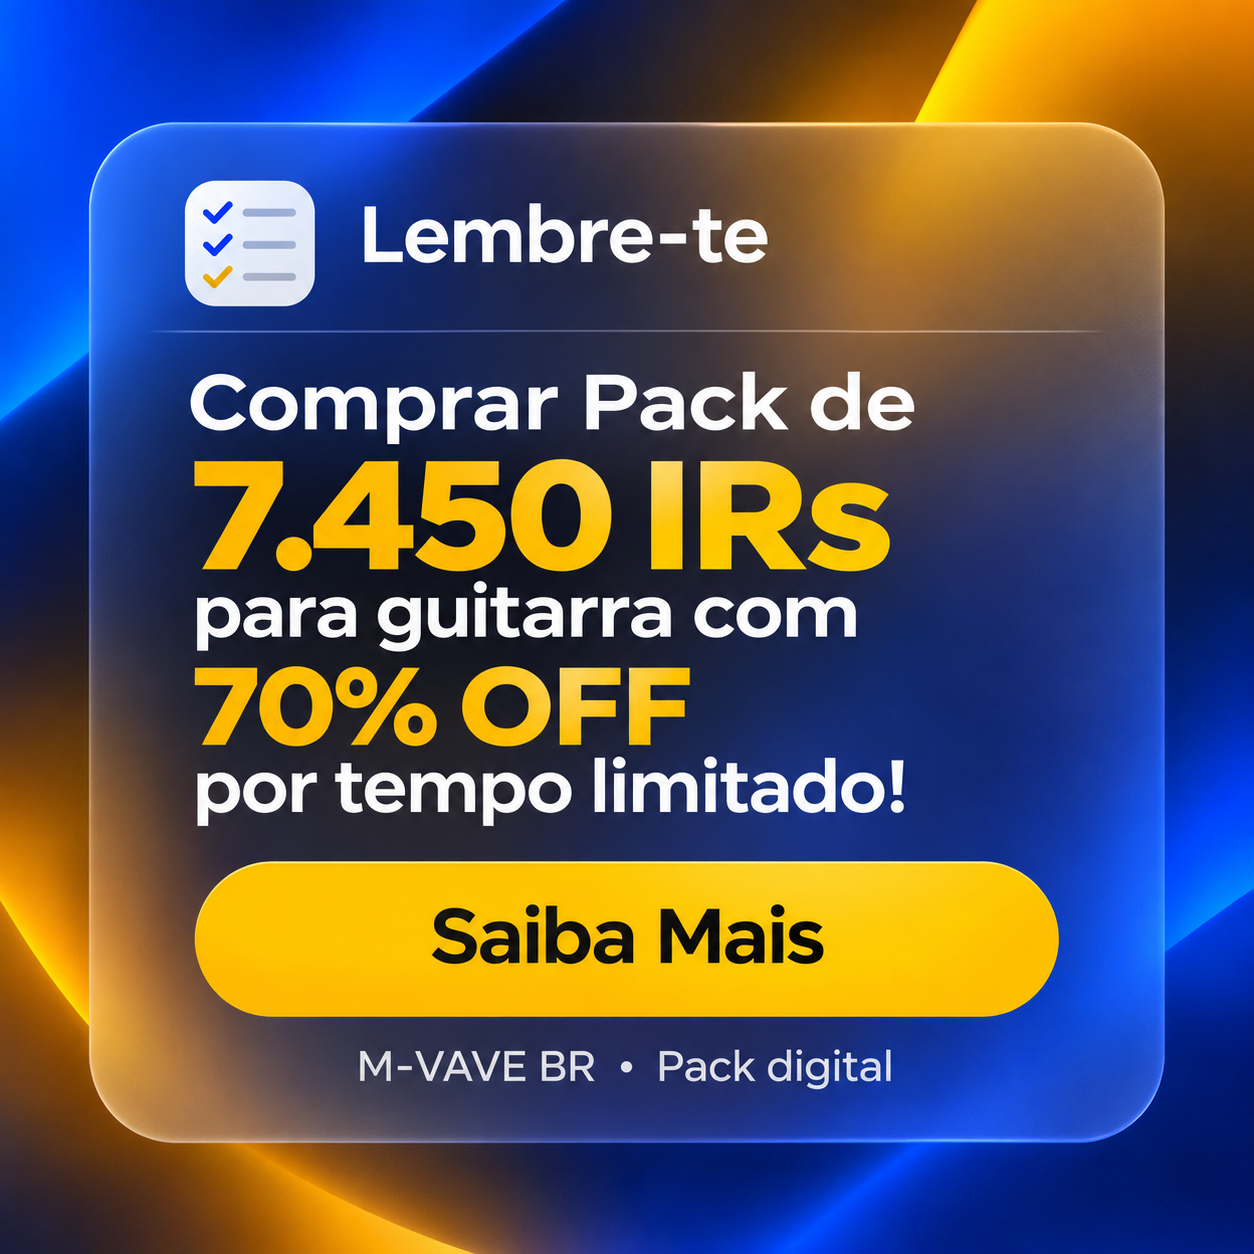 Lembre-te
Comprar Pack de
7.450 IRs
para guitarra com
70% OFF
por tempo limitado!
Saiba Mais
M-VAVE BR • Pack digital